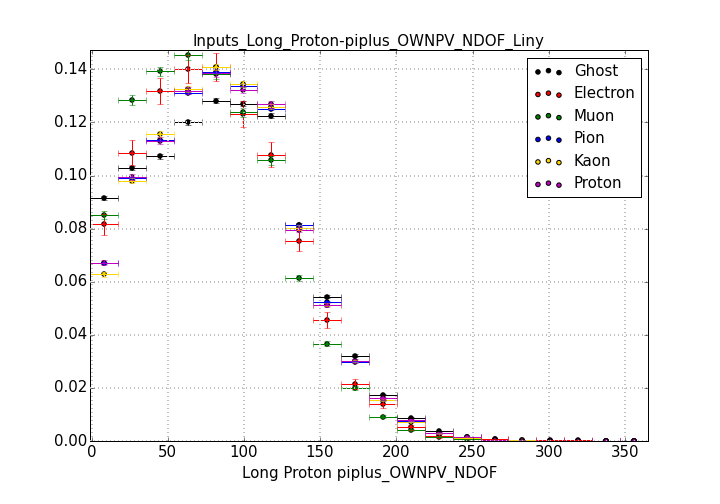 Inputs_Long_Proton-piplus_OWNPV_NDOF_Liny
0.14
0.12
0.10
0.08
0.06
0.04
0.02
0.00
Ghost
Electron
Muon
Pion
Kaon
Proton
0 50 100 150 200 250 300 350
Long Proton piplus_OWNPV_NDOF